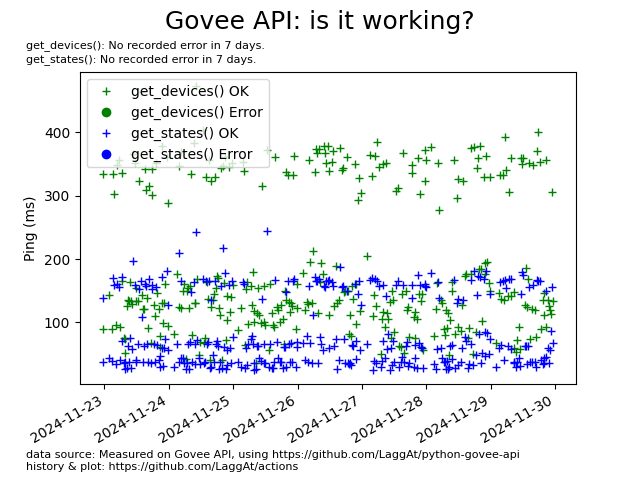 Govee API: is it working?
get_devices(): No recorded error in 7 days.
get_states(): No recorded error in 7 days.
get_devices() OK
get_devices() Error
get_states() OK
get_states() Error
Ping (ms)
400
300
200
100
2024-11-23
2024-11-24
2024-11-25
2024-11-26
2024-11-27
2024-11-28
2024-11-29
2024-11-30
data source: Measured on Govee API, using https://github.com/LaggAt/python-govee-api
history & plot: https://github.com/LaggAt/actions